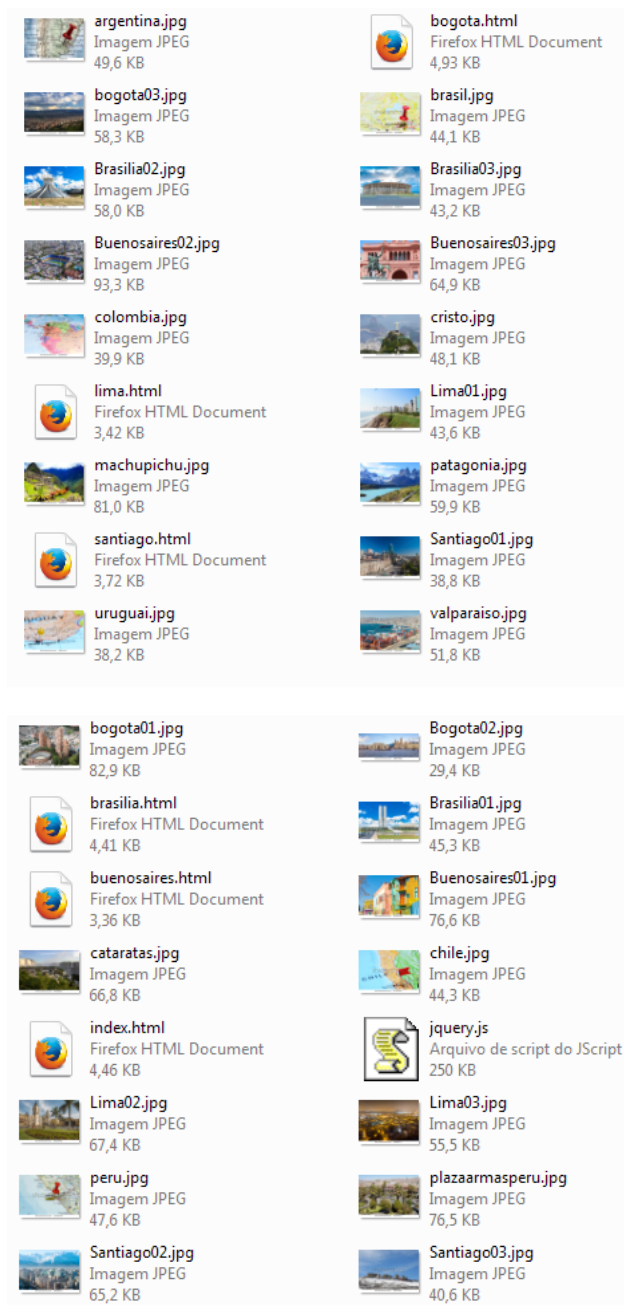 argentina.jpg
Imagem JPEG
49,6 KB
bogota.html
Firefox HTML Document
4,93 KB
bogota03.jpg
Imagem JPEG
58,3 KB
brasil.jpg
Imagem JPEG
44,1 KB
Brasilia02.jpg
Imagem JPEG
58,0 KB
Brasilia03.jpg
Imagem JPEG
43,2 KB
Buenosaires02.jpg
Imagem JPEG
93,3 KB
Buenosaires03.jpg
Imagem JPEG
64,9 KB
colombia.jpg
Imagem JPEG
39,9 KB
cristo.jpg
Imagem JPEG
48,1 KB
lima.html
Firefox HTML Document
3,42 KB
Lima01.jpg
Imagem JPEG
43,6 KB
machupichu.jpg
Imagem JPEG
81,0 KB
patagonia.jpg
Imagem JPEG
59,9 KB
santiago.html
Firefox HTML Document
3,72 KB
Santiago01.jpg
Imagem JPEG
38,8 KB
uruguai.jpg
Imagem JPEG
38,2 KB
valparaiso.jpg
Imagem JPEG
51,8 KB
bogota01.jpg
Imagem JPEG
82,9 KB
Bogota02.jpg
Imagem JPEG
29,4 KB
brasilia.html
Firefox HTML Document
4,41 KB
Brasilia01.jpg
Imagem JPEG
45,3 KB
buenosaires.html
Firefox HTML Document
3,36 KB
Buenosaires01.jpg
Imagem JPEG
76,6 KB
cataratas.jpg
Imagem JPEG
66,8 KB
chile.jpg
Imagem JPEG
44,3 KB
index.html
Firefox HTML Document
4,46 KB
jquery.js
Arquivo de script do JScript
250 KB
Lima02.jpg
Imagem JPEG
67,4 KB
Lima03.jpg
Imagem JPEG
55,5 KB
peru.jpg
Imagem JPEG
47,6 KB
plazaarmasperu.jpg
Imagem JPEG
76,5 KB
Santiago02.jpg
Imagem JPEG
65,2 KB
Santiago03.jpg
Imagem JPEG
40,6 KB